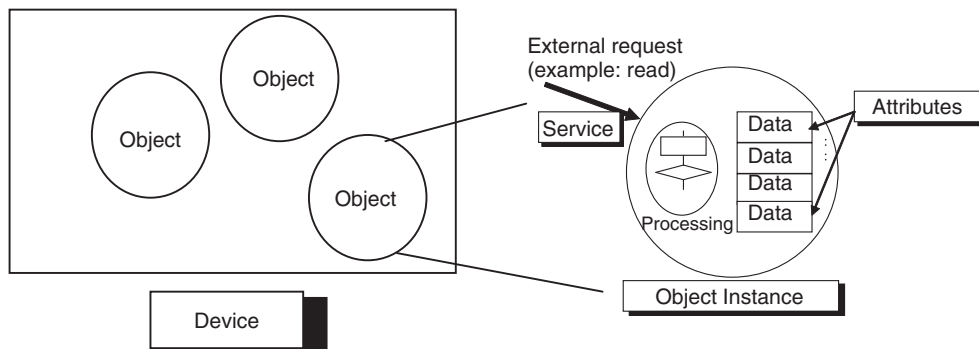 Object
Object
Object
Device
External request
(example: read)
Service
Attributes
Data
Data
Data
Data
Processing
Object Instance